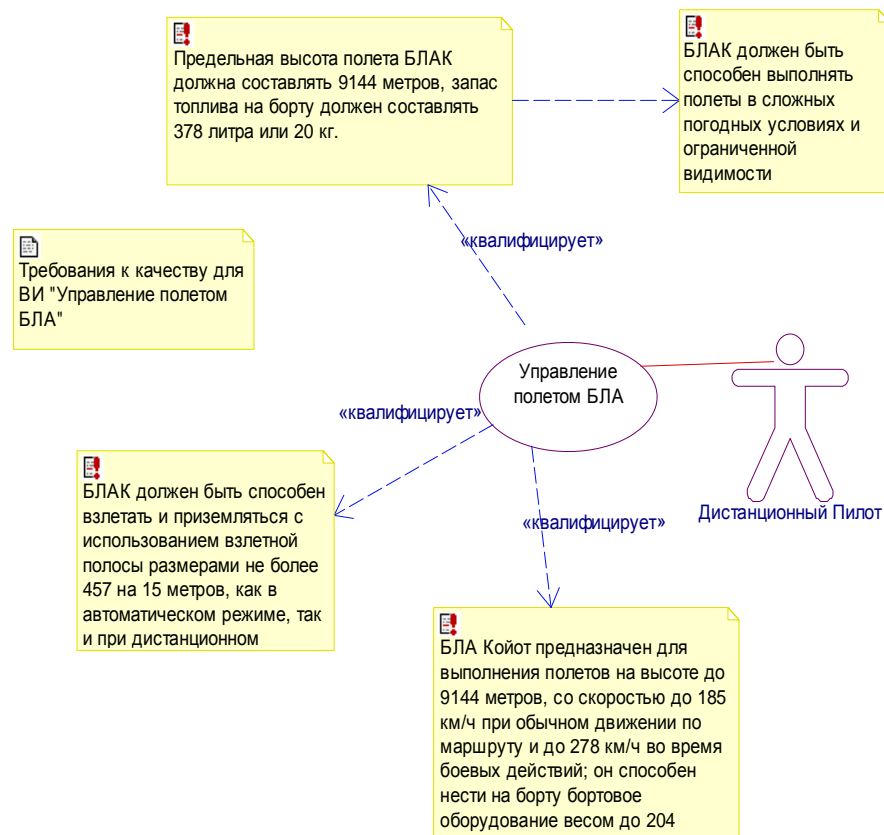 Предельная высота полета БЛАК
должна составлять 9144 метров, запас
топлива на борту должен составлять
378 литра или 20 кг.
БЛАК должен быть
способен выполнять
полеты в сложных
погодных условиях и
ограниченной
видимости
«квалифицирует»
Требования к качеству для
ВИ "Управление полетом
БЛА"
Управление
полетом БЛА
«квалифицирует»
Дистанционный Пилот
БЛАК должен быть способен
взлетать и приземляться с
использованием взлетной
полосы размерами не более
457 на 15 метров, как в
автоматическом режиме, так
и при дистанционном
«квалифицирует»
БЛА Койот предназначен для
выполнения полетов на высоте до
9144 метров, со скоростью до 185
км/ч при обычном движении по
маршруту и до 278 км/ч во время
боевых действий; он способен
нести на борту бортовое
оборудование весом до 204